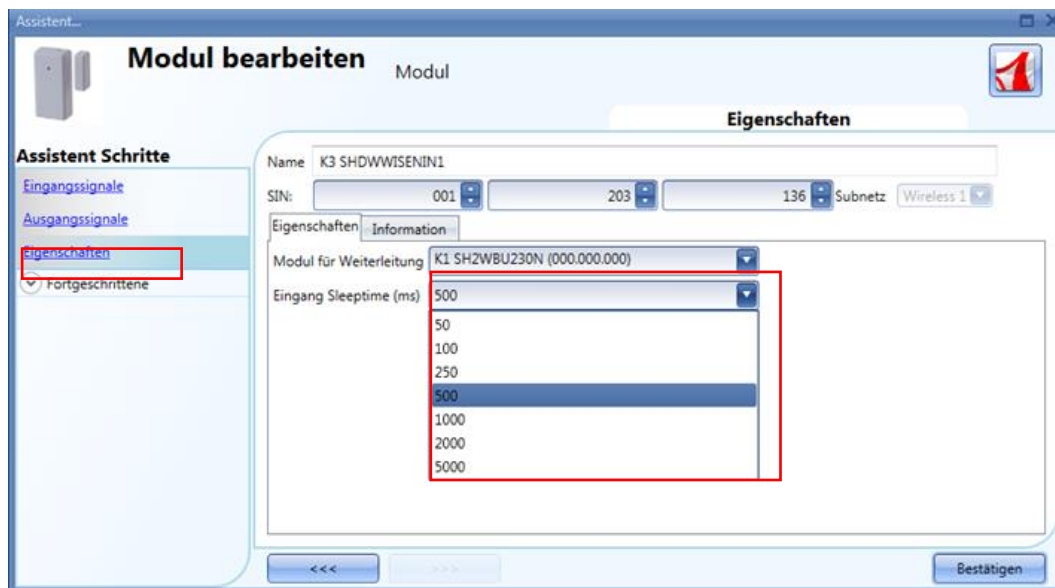 Assistent...
Modul bearbeiten Modul
Eigenschaften
Assistent Schritte
Eingangssignale
Ausgangssignale
Eigenschaften
Fortgeschrittene
Name K3 SHDWWISENIN1
SIN: 001 203 136 Subnetz Wireless 1
Eigenschaften Information
Modul für Weiterleitung K1 SH2WBU230N (000.000.000)
Eingang Sleeptime (ms) 500
50
100
250
500
1000
2000
5000
<<< >>> Bestätigen